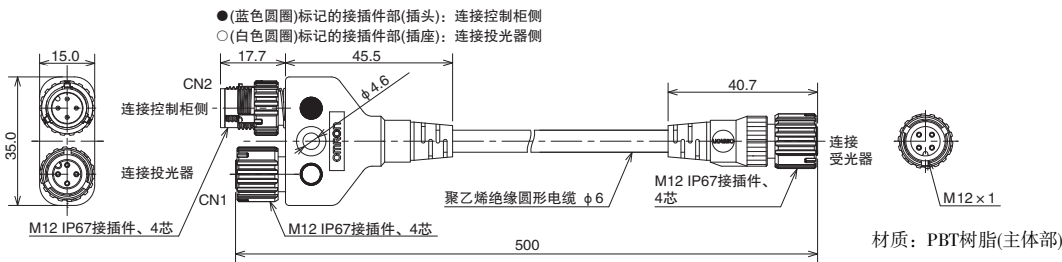 ●(蓝色圆圈)标记的接插件部(插头)：连接控制柜侧
○(白色圆圈)标记的接插件部(插座)：连接投光器侧
15.0
17.7
45.5
40.7
CN2
φ4.6
连接控制柜侧
35.0
OMRON
OMRON
连接
受光器
连接投光器
CN1
聚乙烯绝缘圆形电缆 φ6
M12 IP67接插件、
4芯
M12×1
M12 IP67接插件、4芯
M12 IP67接插件、4芯
500
材质：PBT树脂(主体部)